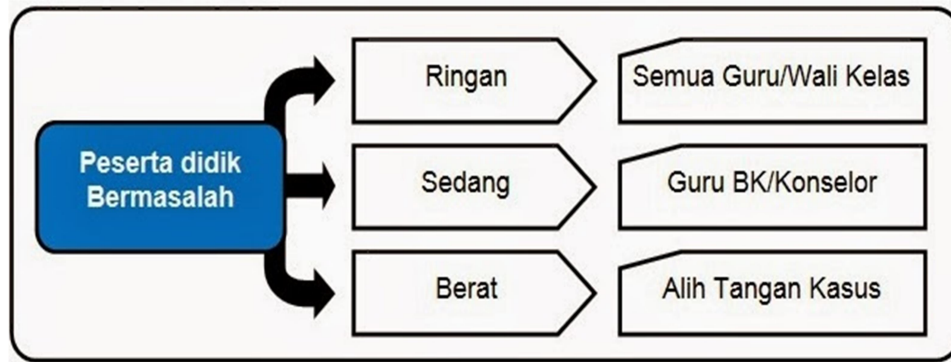 Peserta didik
Bermasalah
Ringan
Semua Guru/Wali Kelas
Sedang
Guru BK/Konselor
Berat
Alih Tangan Kasus